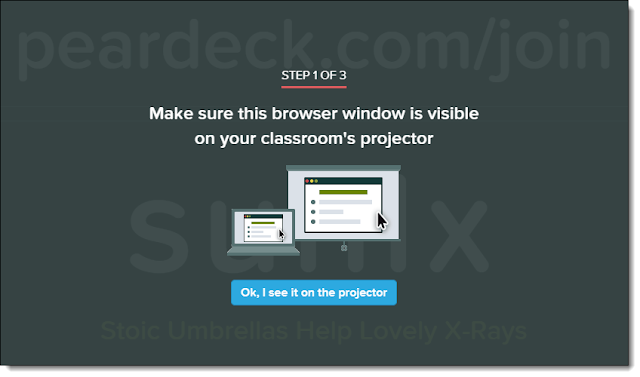 peardeck.com/join
STEP 1 OF 3
Make sure this browser window is visible
on your classroom's projector
suhlx
Ok, I see it on the projector
Stoic Umbrellas Help Lovely X-Rays